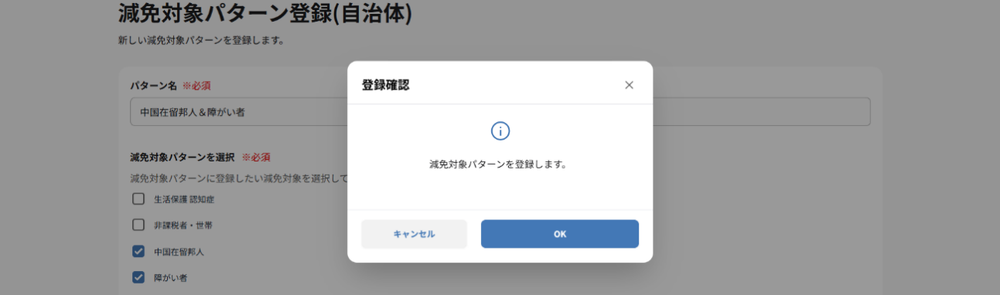 減免対象パターン登録(自治体)
新しい減免対象パターンを登録します。
パターン名 ※必須
中国在留邦人＆障がい者
減免対象パターンを選択 ※必須
減免対象パターンに登録したい減免対象を選択して
生活保護 認知症
非課税者・世帯
中国在留邦人
障がい者
登録確認
減免対象パターンを登録します。
キャンセル
OK